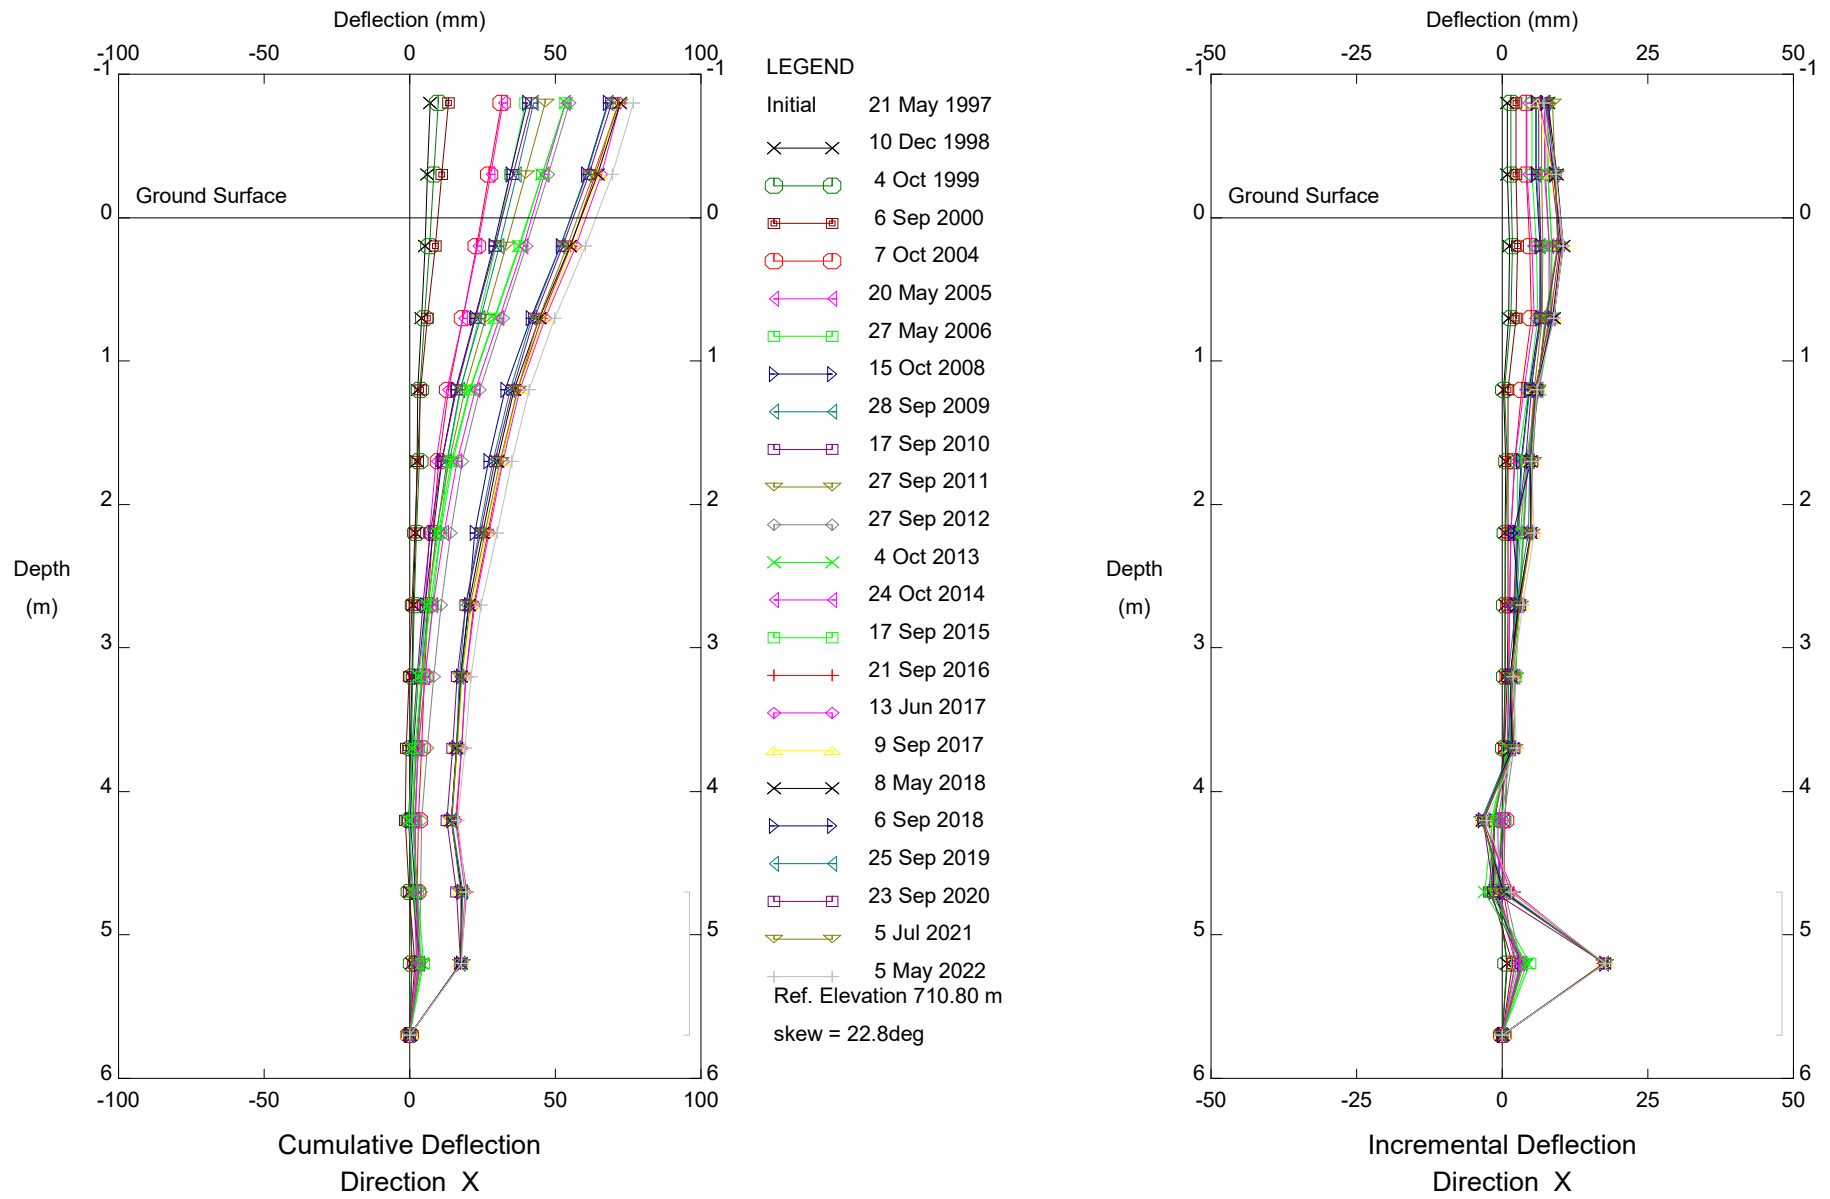 Deflection (mm)
-100 -50 0 50 100
-1 -1
Ground Surface
0 0
1 1
2 2
Depth
(m)
3 3
4 4
5 5
6 6
-100 -50 0 50 100
Cumulative Deflection
Direction X
LEGEND
Initial 21 May 1997
10 Dec 1998
4 Oct 1999
6 Sep 2000
7 Oct 2004
20 May 2005
27 May 2006
15 Oct 2008
28 Sep 2009
17 Sep 2010
27 Sep 2011
27 Sep 2012
4 Oct 2013
24 Oct 2014
17 Sep 2015
21 Sep 2016
13 Jun 2017
9 Sep 2017
8 May 2018
6 Sep 2018
25 Sep 2019
23 Sep 2020
5 Jul 2021
5 May 2022
Ref. Elevation 710.80 m
skew = 22.8deg
Deflection (mm)
-50 -25 0 25 50
-1 -1
Ground Surface
0 0
1 1
2 2
Depth
(m)
3 3
4 4
5 5
6 6
-50 -25 0 25 50
Incremental Deflection
Direction X